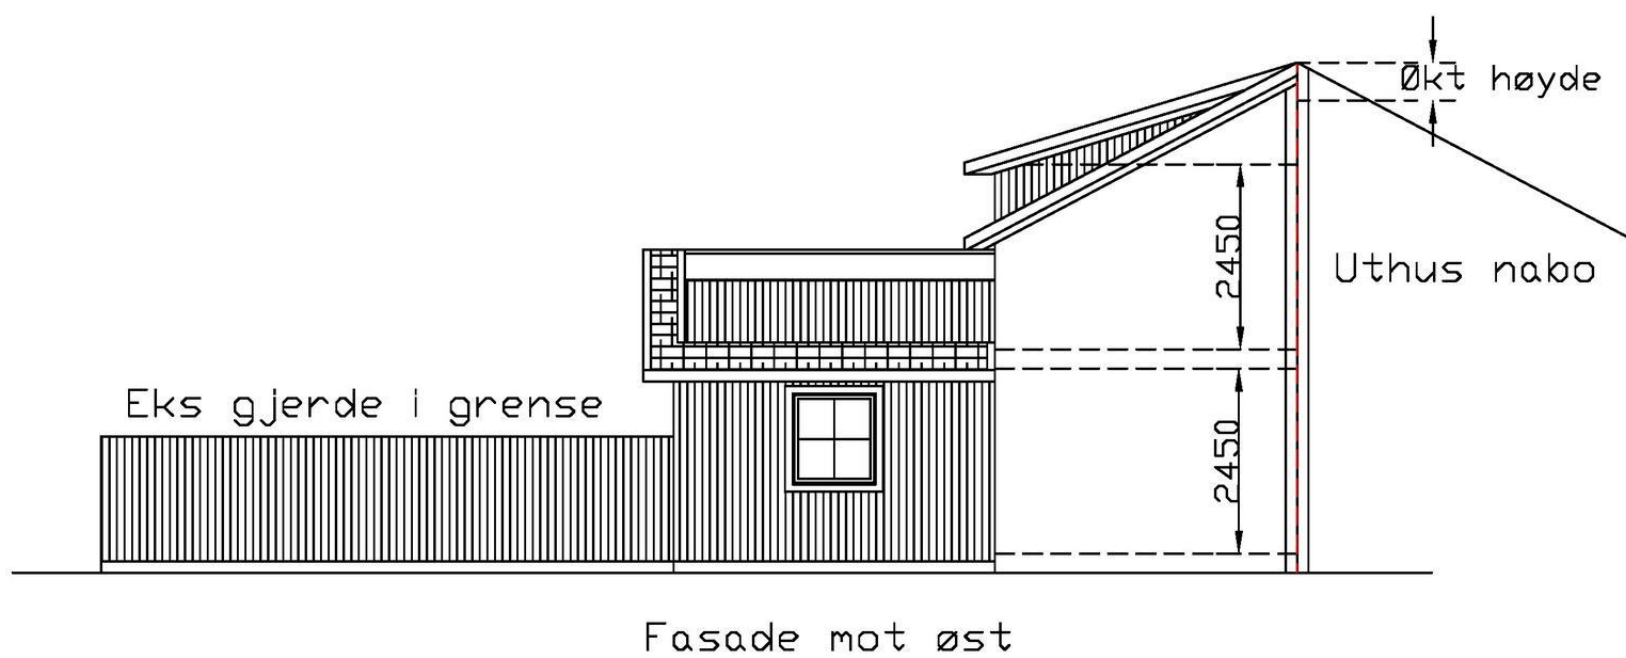 Økt høyde
2450
Uthus nabo
Eks gjerde i grense
2450
Fasade mot øst